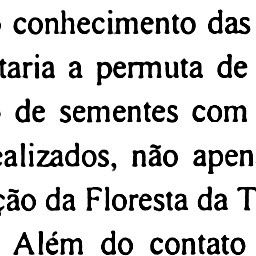 conhecimento das
taria a permuta de
de sementes com
ealizados, não apen
ção da Floresta da T
Além do contato